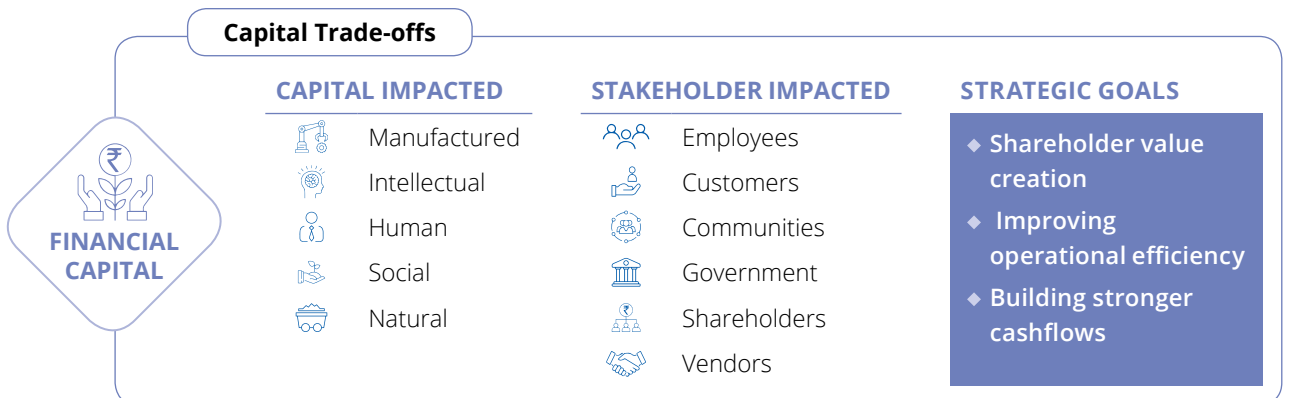 Capital Trade-offs
FINANCIAL
CAPITAL
₹
CAPITAL IMPACTED
Manufactured
Intellectual
Human
Social
Natural
STAKEHOLDER IMPACTED
Employees
Customers
Communities
Government
₹
Shareholders
Vendors
STRATEGIC GOALS
Shareholder value
creation
Improving
operational efficiency
Building stronger
cashflows